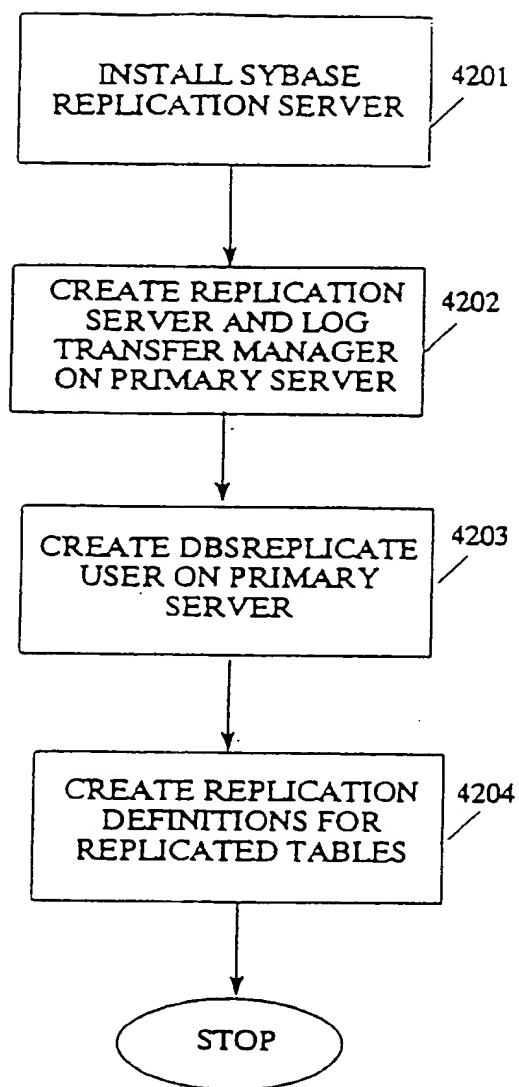 INSTALL SYBASE
REPLICATION SERVER
4201
CREATE REPLICATION
SERVER AND LOG
TRANSFER MANAGER
ON PRIMARY SERVER
4202
CREATE DBSREPLICATE
USER ON PRIMARY
SERVER
4203
CREATE REPLICATION
DEFINITIONS FOR
REPLICATED TABLES
4204
STOP